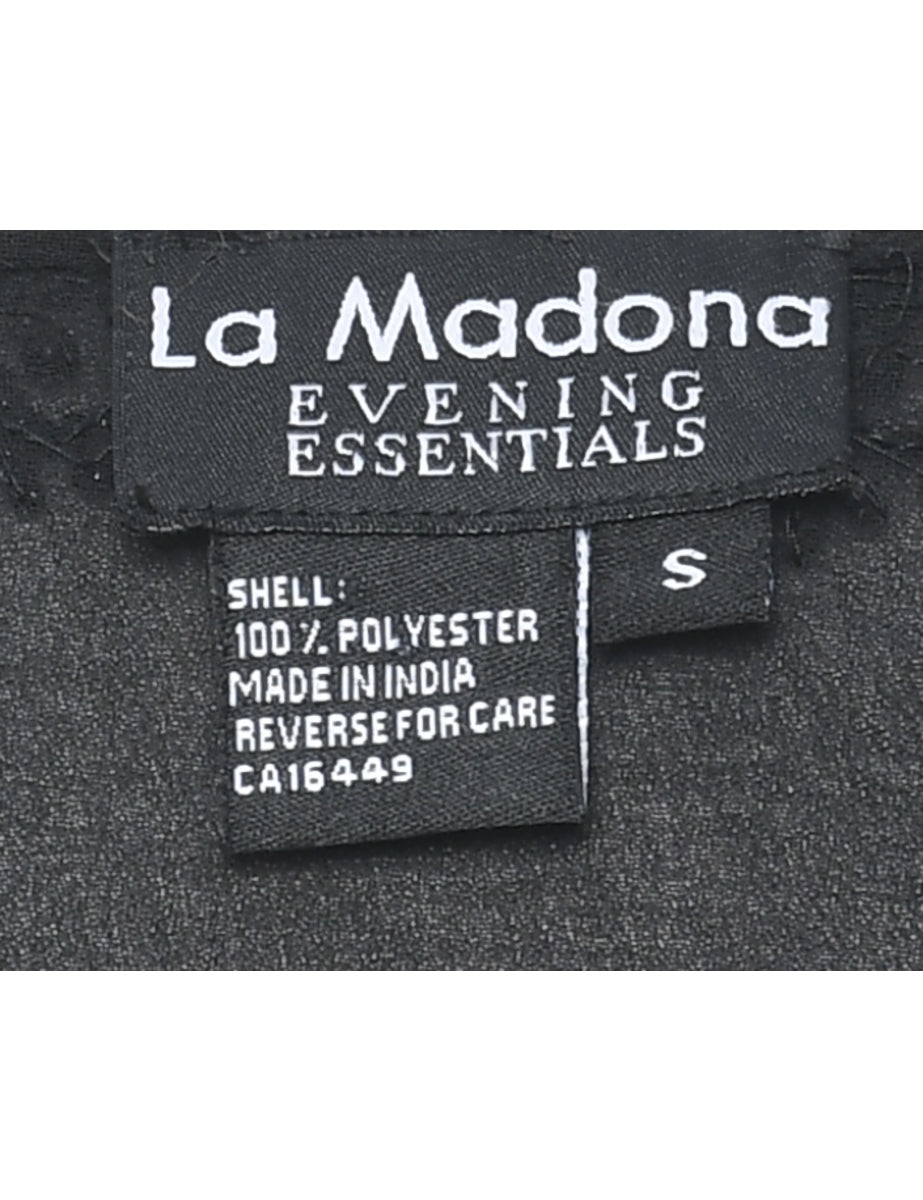 La Madona
EVENING
ESSENTIALS
S
SHELL:
100% POLYESTER
MADE IN INDIA
REVERSE FOR CARE
CA16449